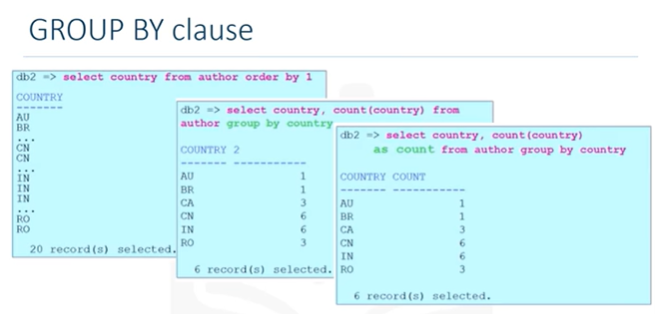 GROUP BY clause
db2 => select country from author order by 1
COUNTRY
-------
AU
BR
...
CN
CN
...
IN
IN
IN
...
RO
RO
20 record(s) selected.
db2 => select country, count(country) from
author group by country
COUNTRY 2
------- -----------
AU 1
BR 1
CA 3
CN 6
IN 6
RO 3
6 record(s) selected.
db2 => select country, count(country)
as count from author group by country
COUNTRY COUNT
------- -----------
AU 1
BR 1
CA 3
CN 6
IN 6
RO 3
6 record(s) selected.